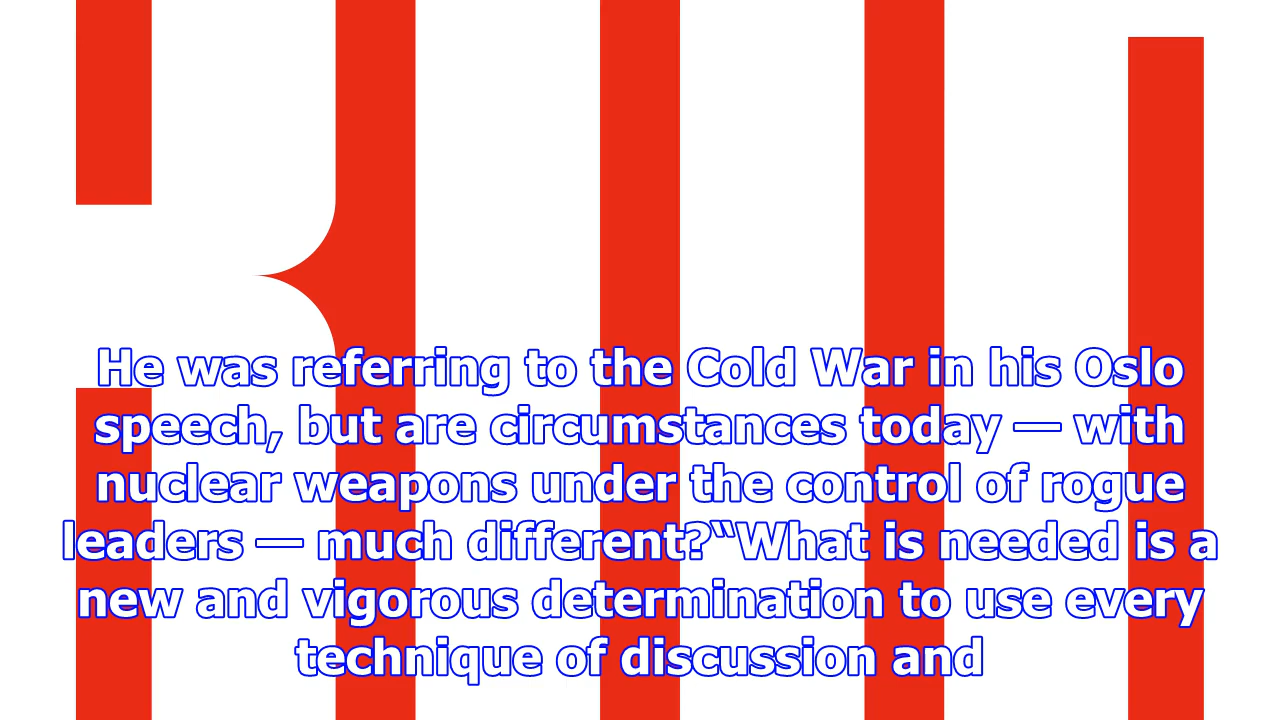 He was referring to the Cold War in his Oslo
speech, but are circumstances today — with
nuclear weapons under the control of rogue
leaders — much different?“What is needed is a
new and vigorous determination to use every
technique of discussion and